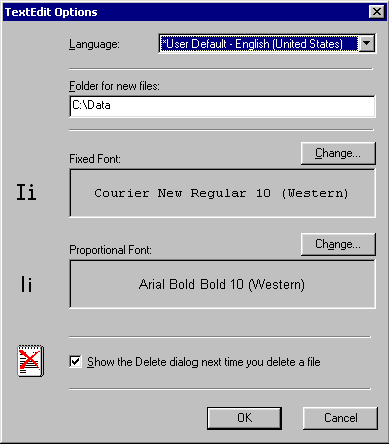 TextEdit Options
Language: *User Default - English (United States)
Folder for new files:
C:\Data
Fixed Font: Change...
Ii Courier New Regular 10 (Western)
Proportional Font: Change...
Ii Arial Bold Bold 10 (Western)
Show the Delete dialog next time you delete a file
OK Cancel